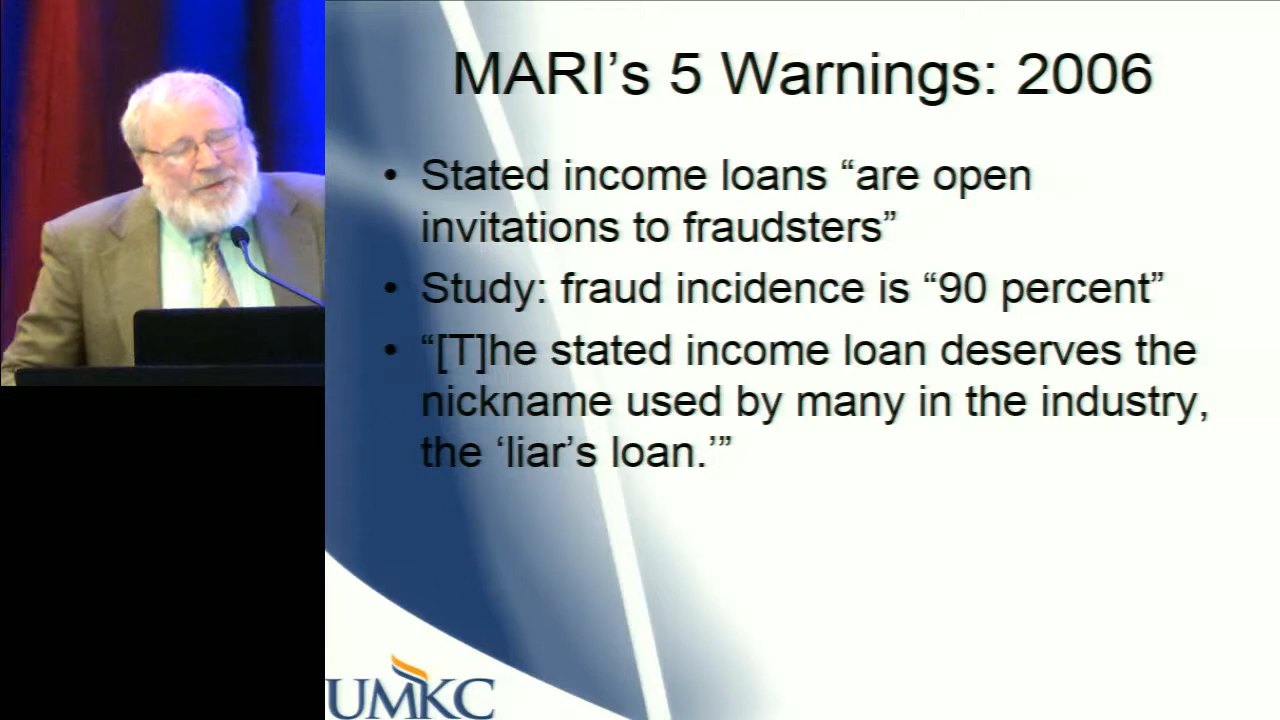 MARI’s 5 Warnings: 2006
• Stated income loans “are open
invitations to fraudsters”
• Study: fraud incidence is “90 percent”
• “[T]he stated income loan deserves the
nickname used by many in the industry,
the ‘liar’s loan.’”
UMKC